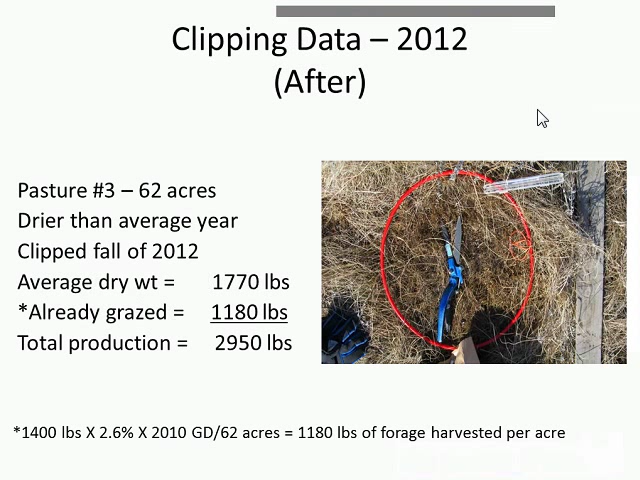 Clipping Data – 2012
(After)
Pasture #3 – 62 acres
Drier than average year
Clipped fall of 2012
Average dry wt = 1770 lbs
*Already grazed = 1180 lbs
Total production = 2950 lbs
*1400 lbs X 2.6% X 2010 GD/62 acres = 1180 lbs of forage harvested per acre